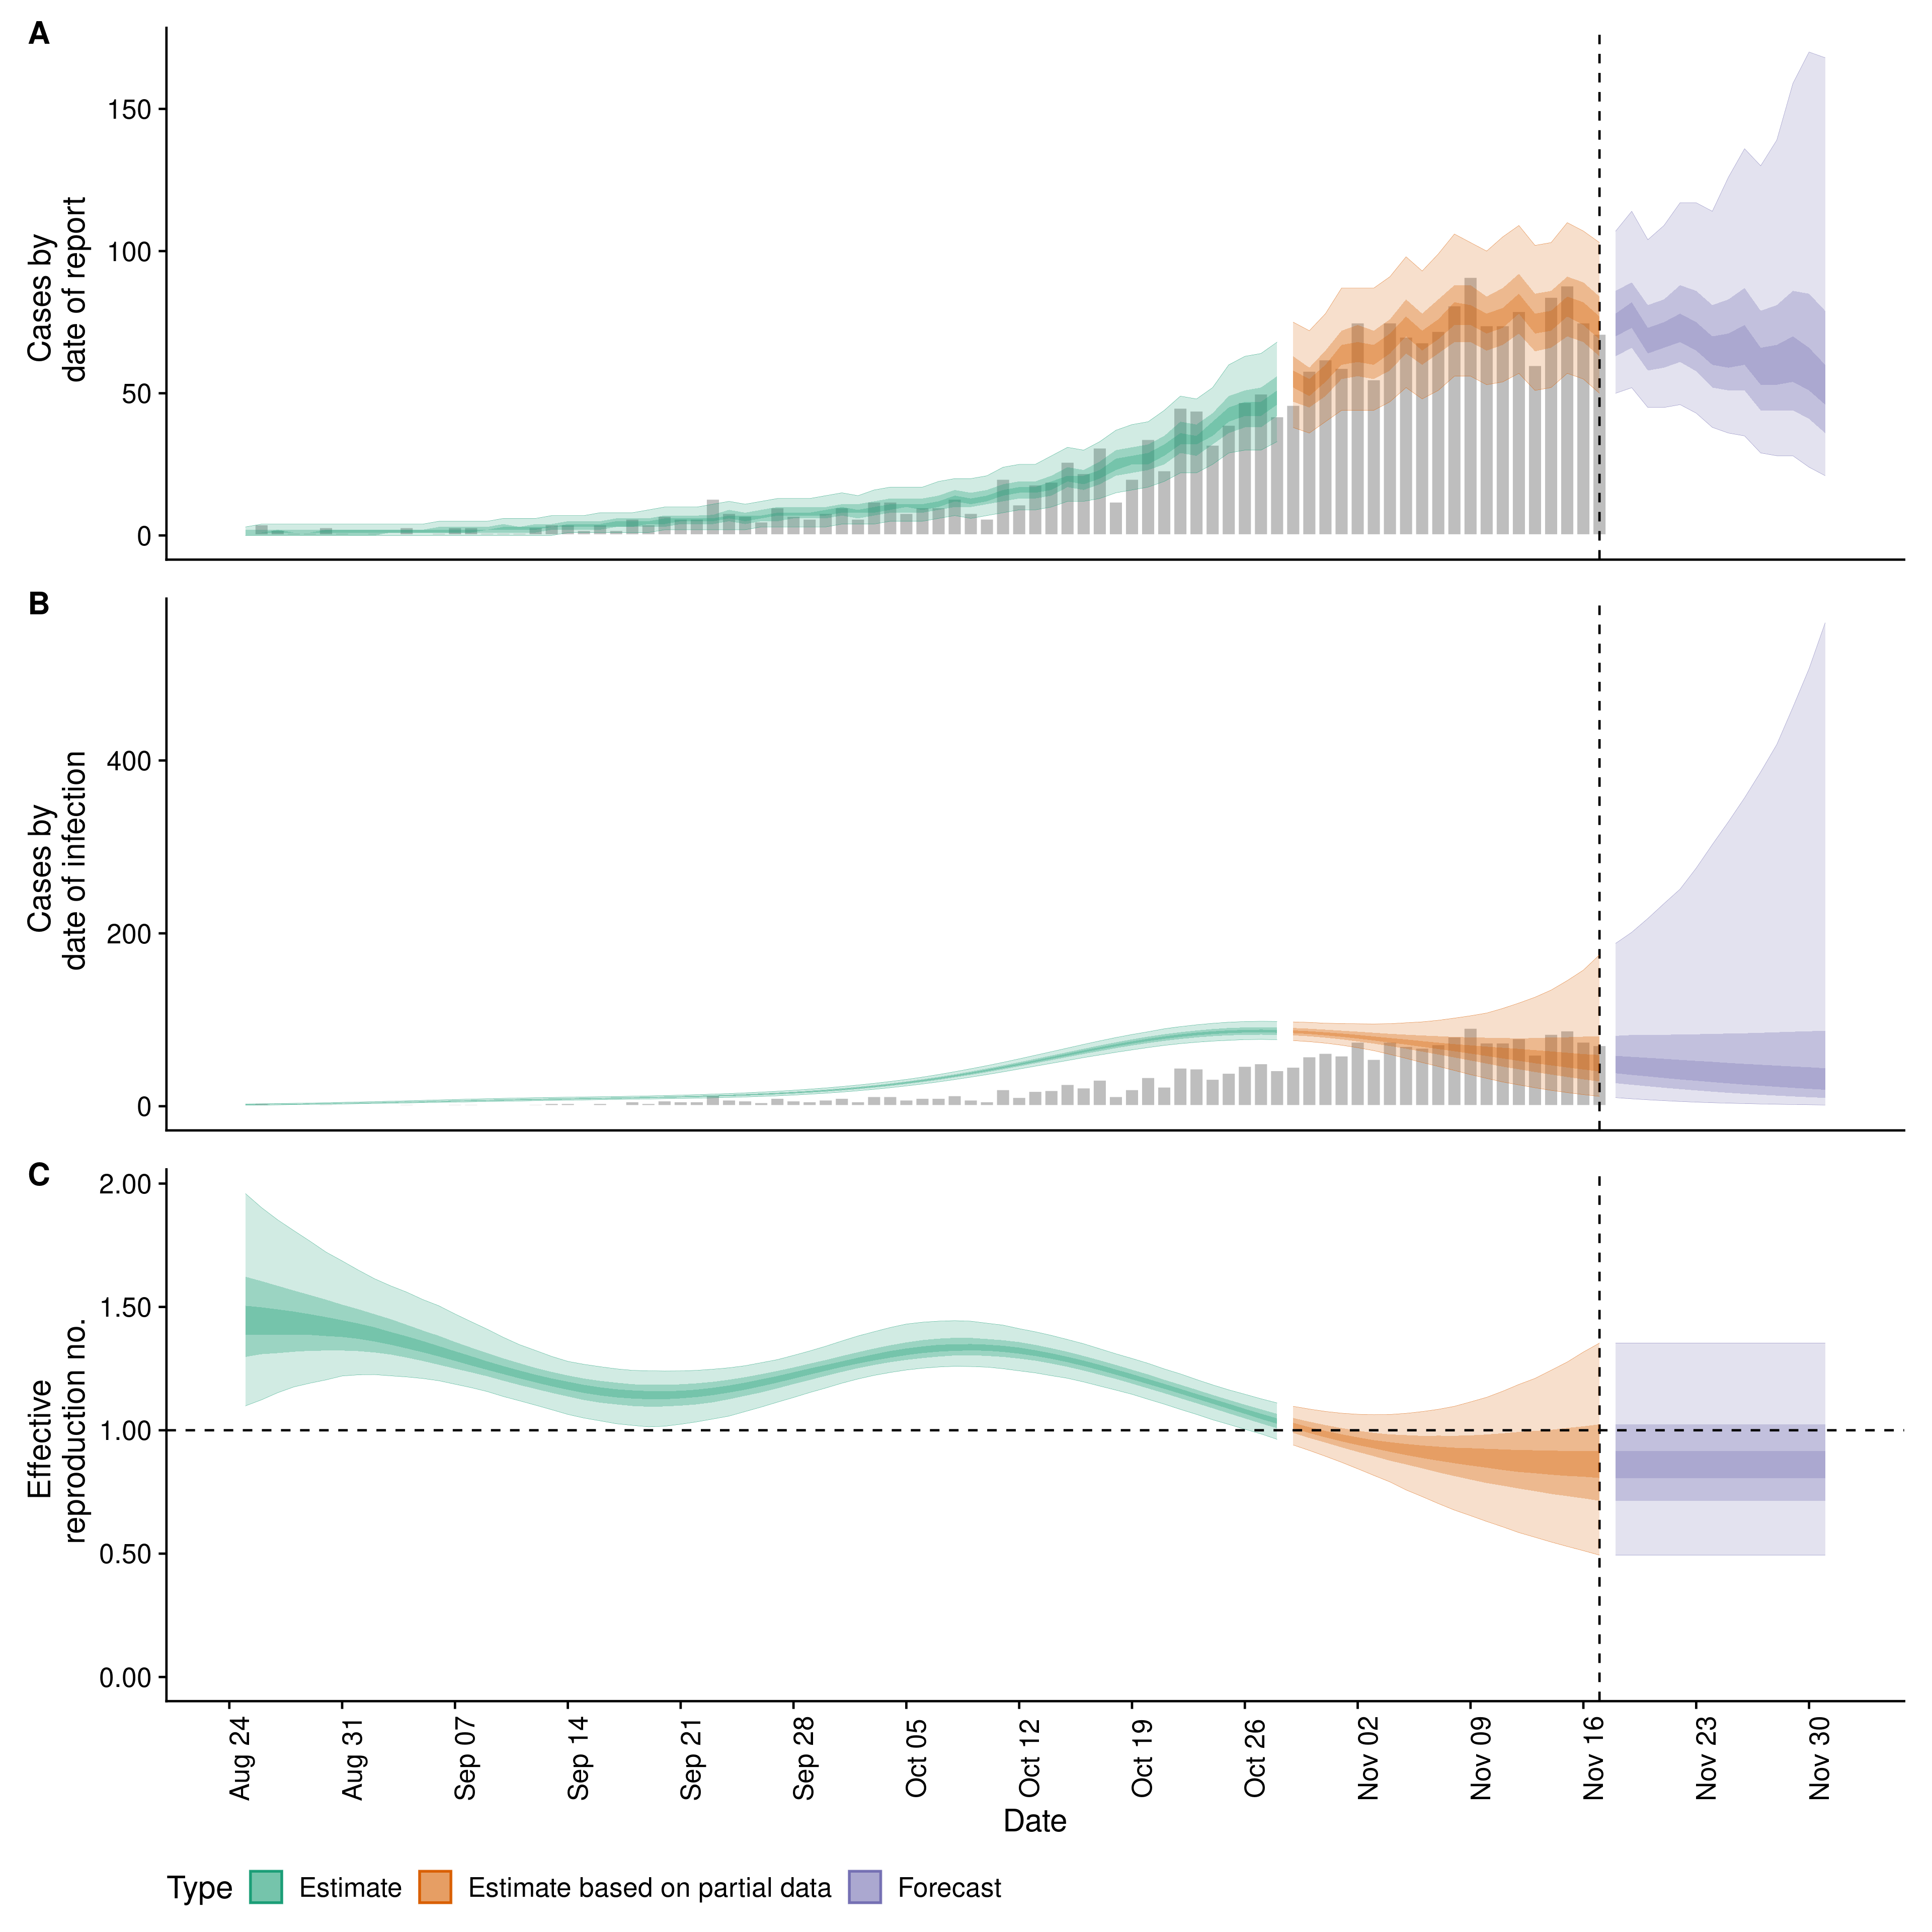 A
Cases by
date of report
150
100
50
0
B
Cases by
date of infection
400
200
0
C
Effective
reproduction no.
2.00
1.50
1.00
0.50
0.00
Aug 24
Aug 31
Sep 07
Sep 14
Sep 21
Sep 28
Oct 05
Oct 12
Oct 19
Oct 26
Nov 02
Nov 09
Nov 16
Nov 23
Nov 30
Date
Type Estimate Estimate based on partial data Forecast